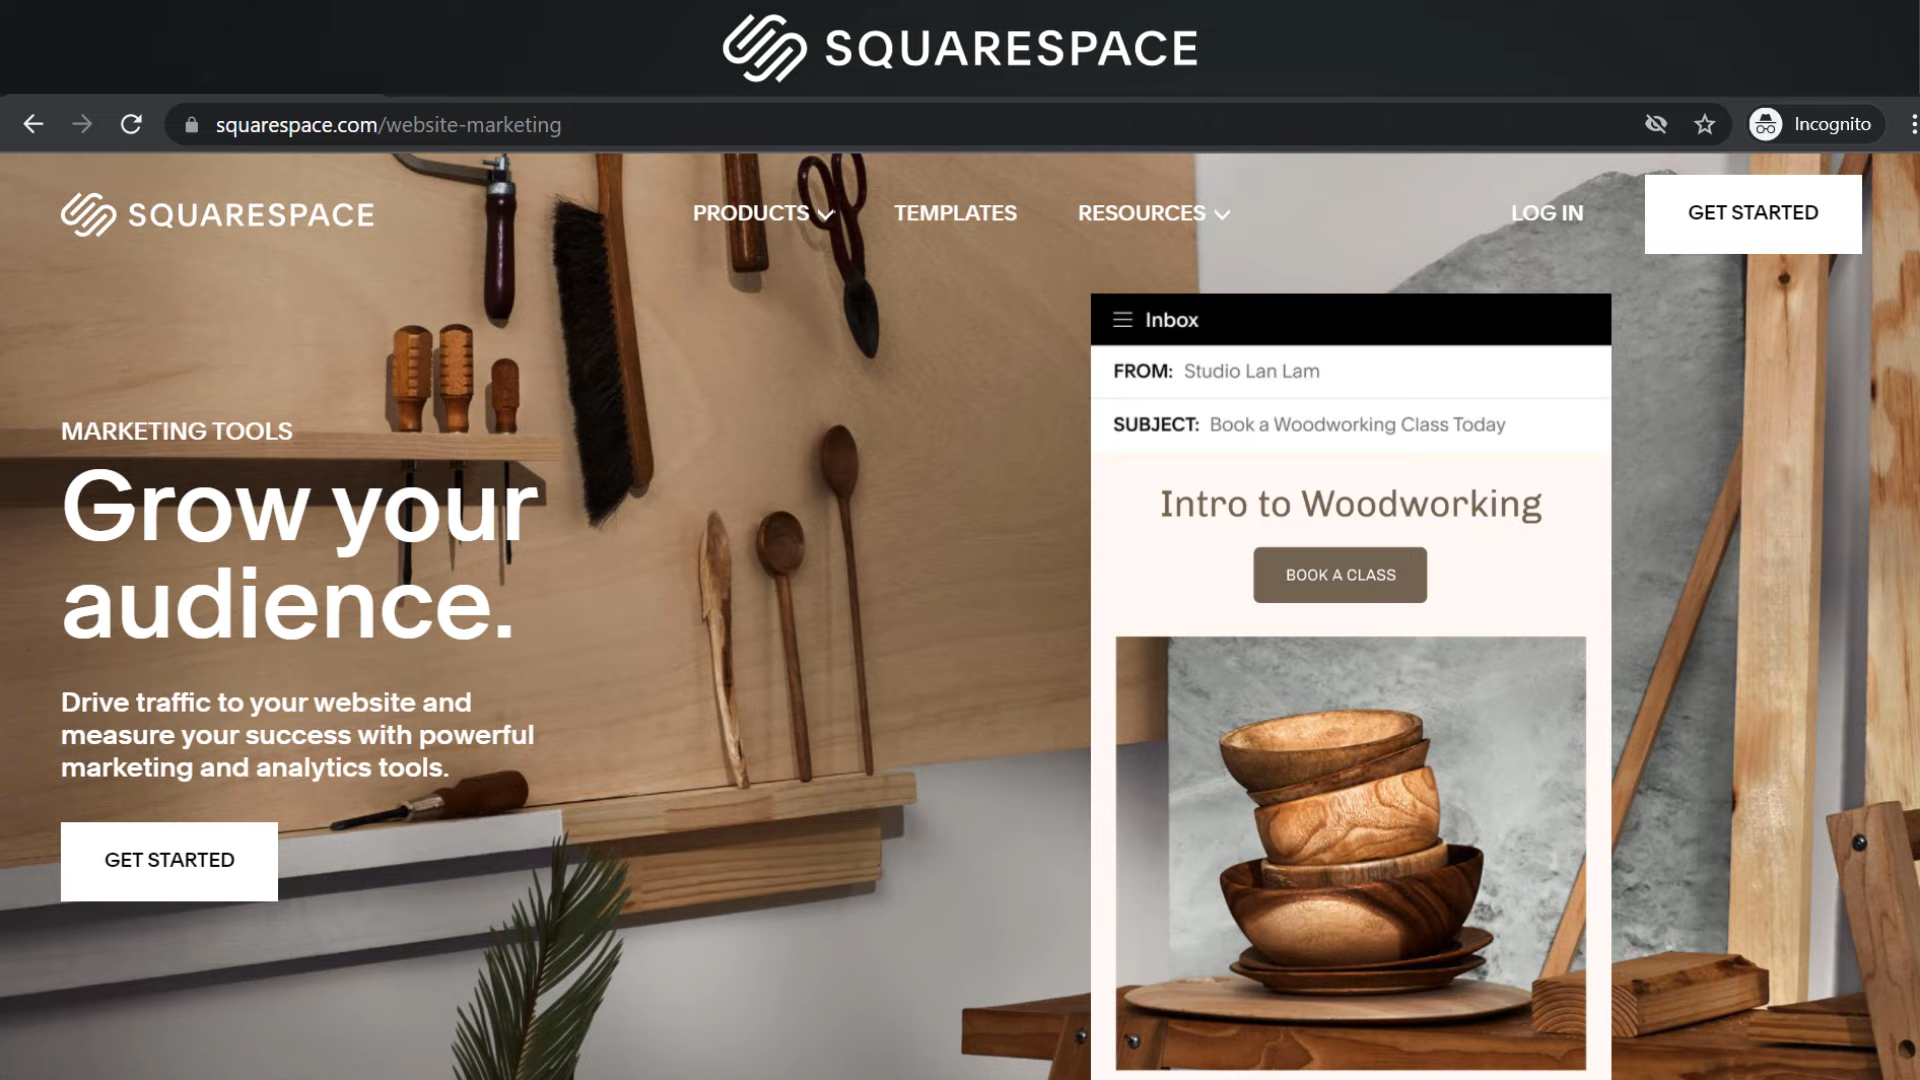 SQUARESPACE
squarespace.com/website-marketing
Incognito
SQUARESPACE
PRODUCTS
TEMPLATES
RESOURCES
LOG IN
GET STARTED
MARKETING TOOLS
Grow your
audience.
Drive traffic to your website and
measure your success with powerful
marketing and analytics tools.
GET STARTED
Inbox
FROM: Studio Lan Lam
SUBJECT: Book a Woodworking Class Today
Intro to Woodworking
BOOK A CLASS